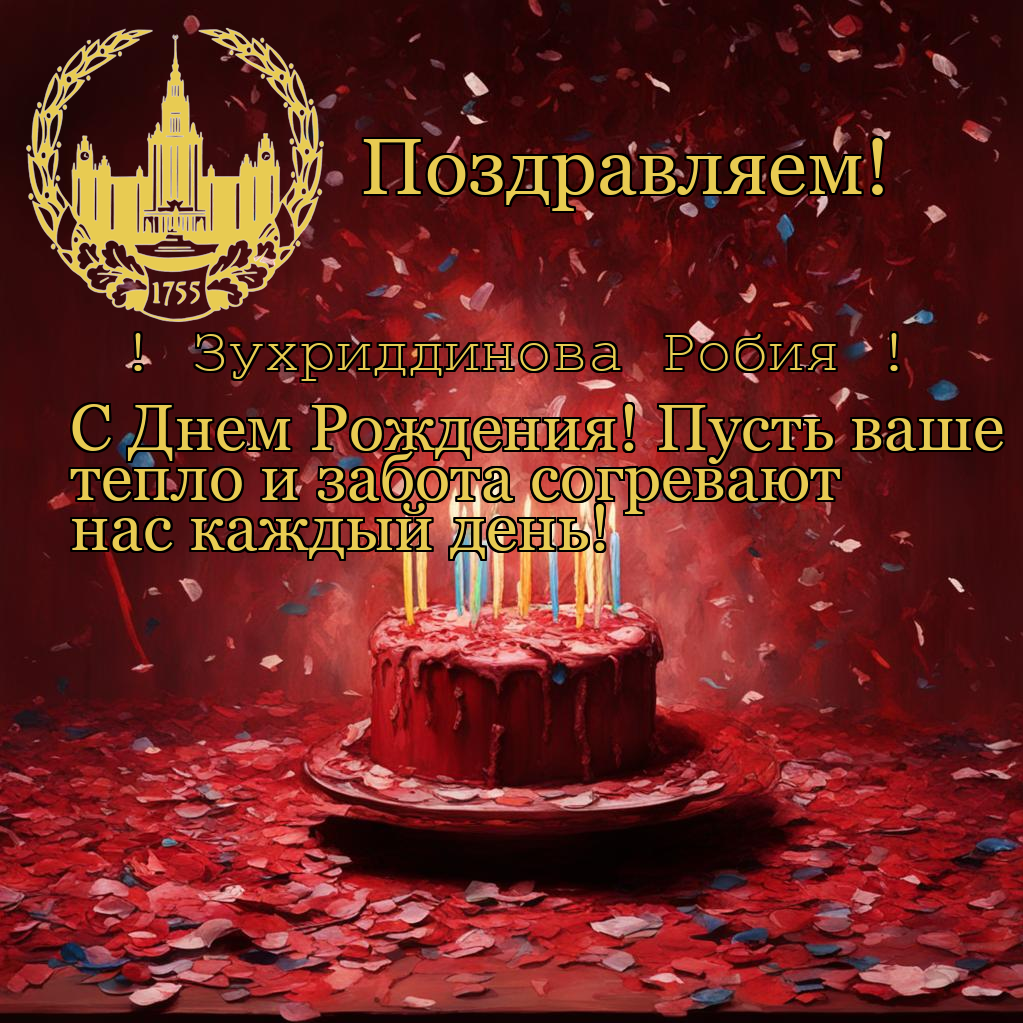 Поздравляем!
1755
! Зухриддинова Робия !
С Днем Рождения! Пусть ваше
тепло и забота согревают
нас каждый день!